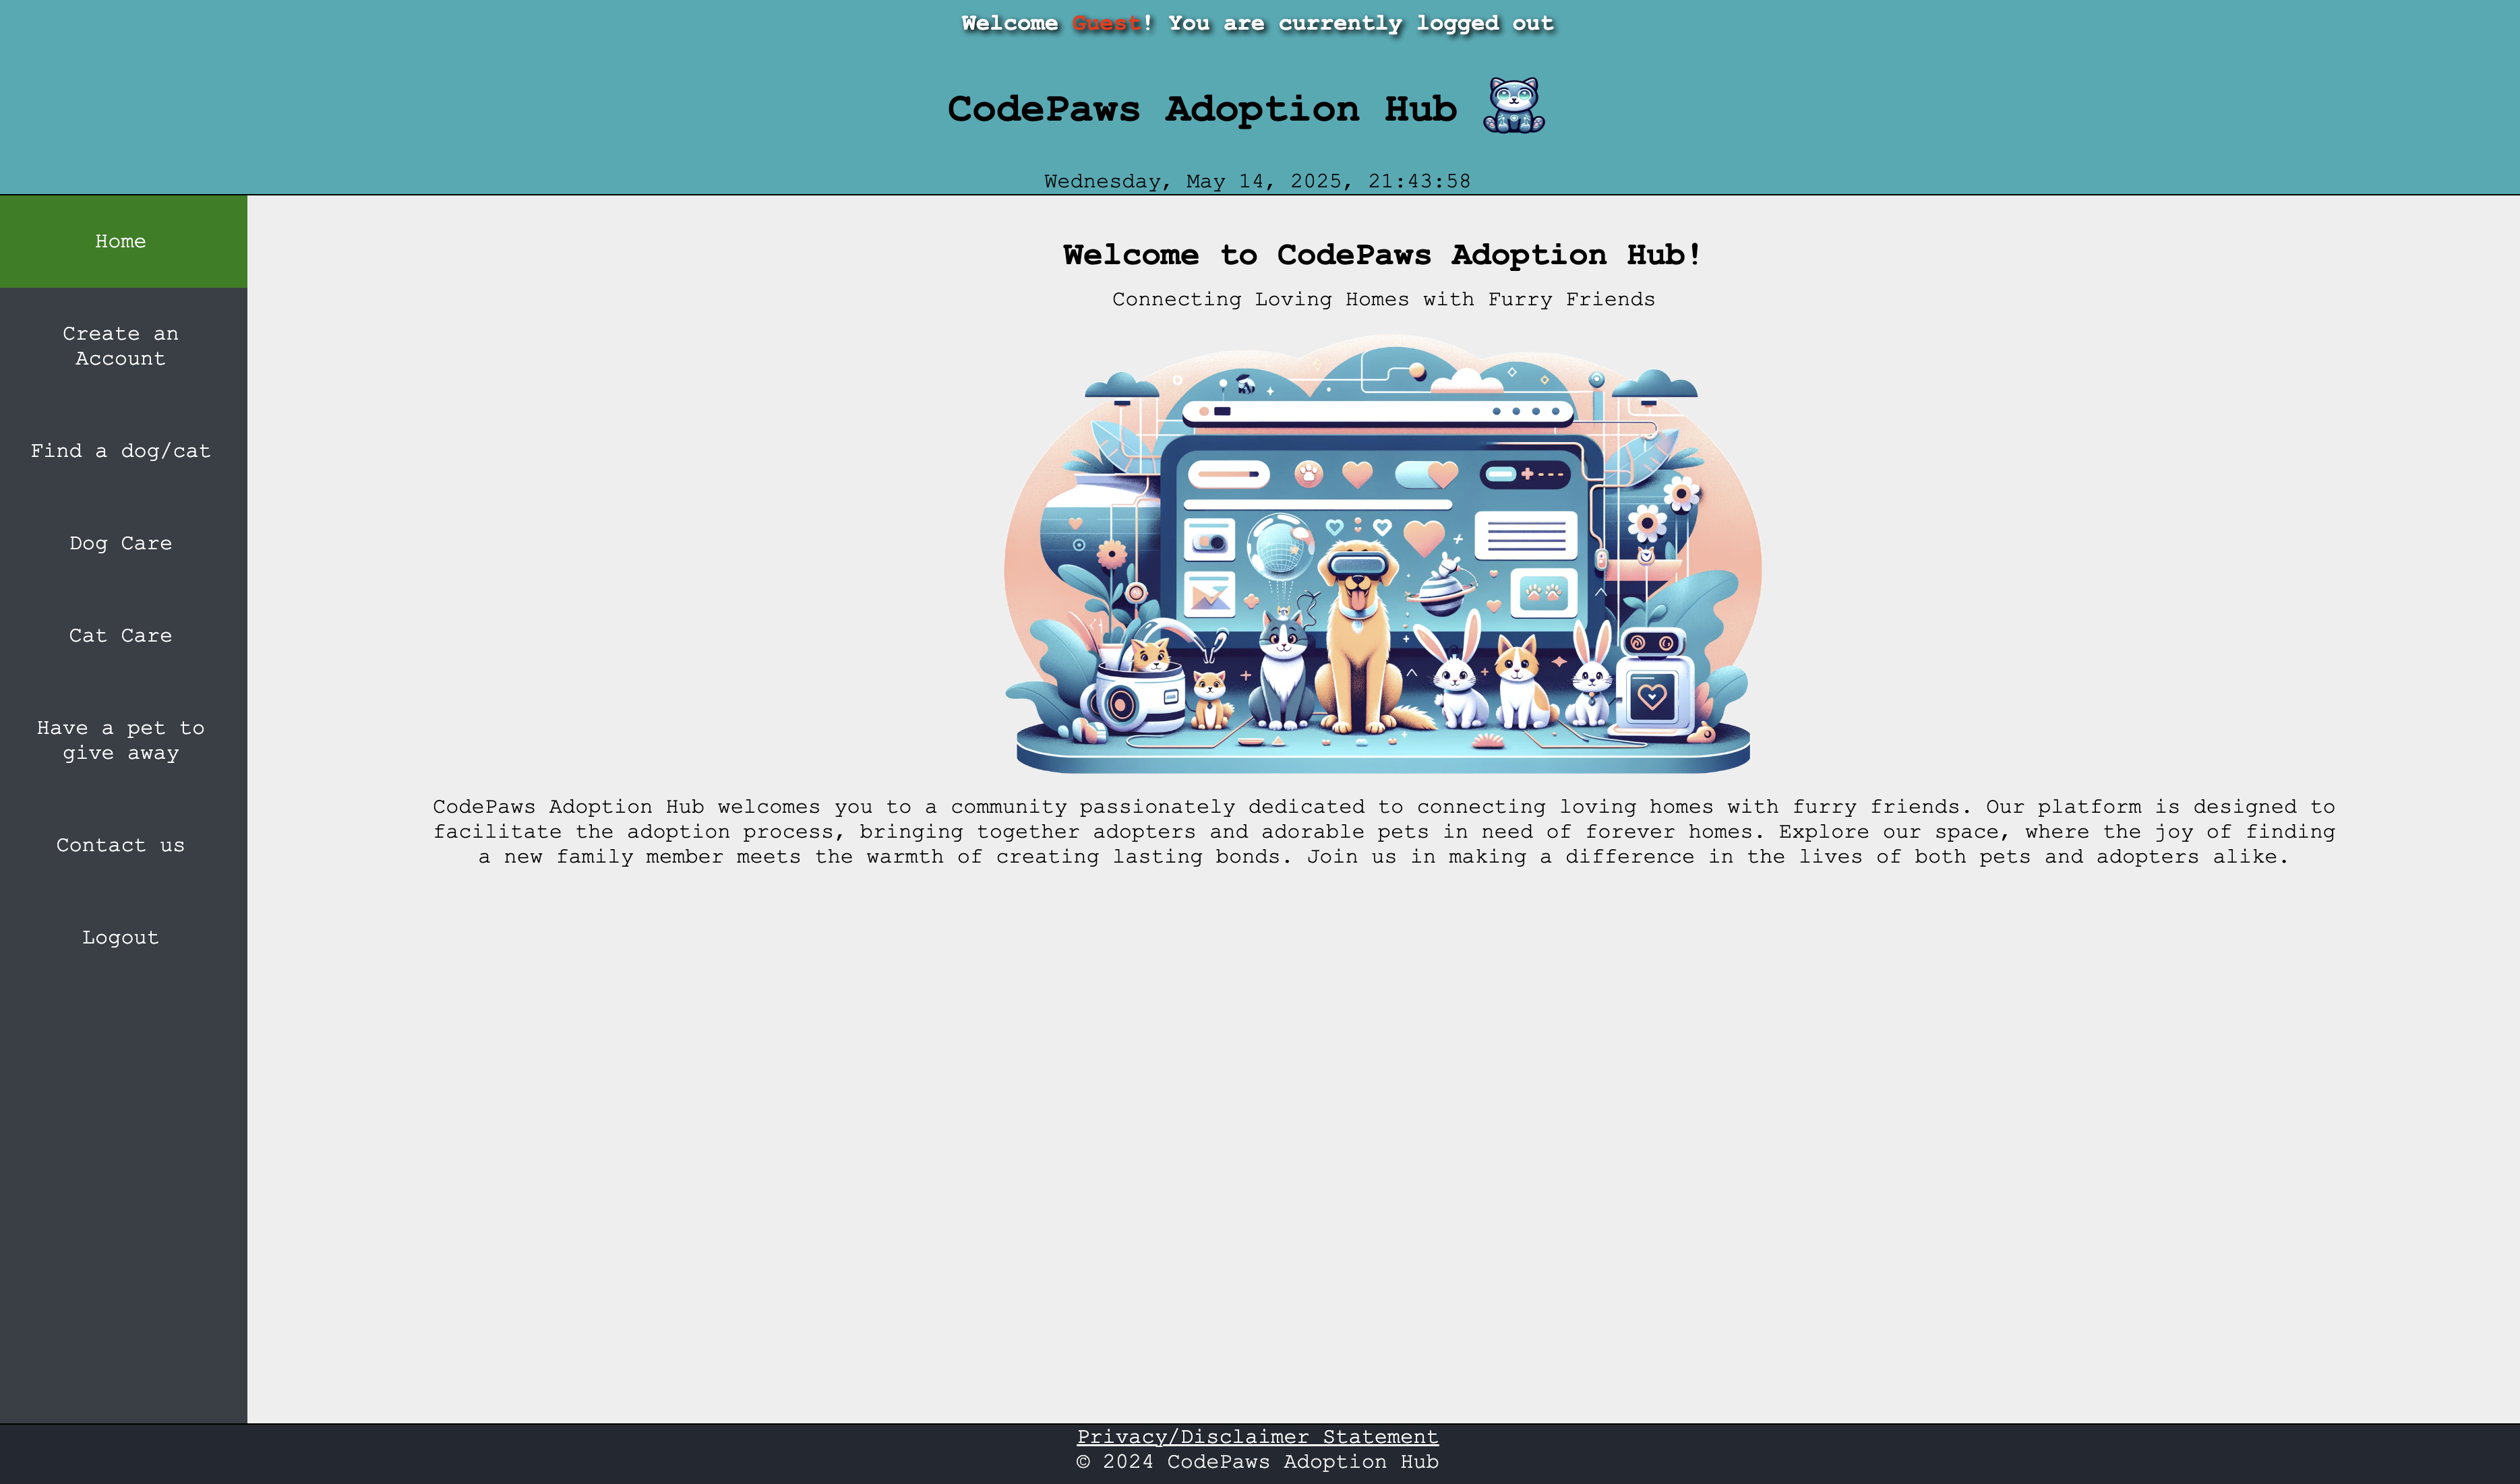 Welcome Guest! You are currently logged out
CodePaws Adoption Hub
Wednesday, May 14, 2025, 21:43:58
Home
Create an
Account
Find a dog/cat
Dog Care
Cat Care
Have a pet to
give away
Contact us
Logout
Welcome to CodePaws Adoption Hub!
Connecting Loving Homes with Furry Friends
CodePaws Adoption Hub welcomes you to a community passionately dedicated to connecting loving homes with furry friends. Our platform is designed to
facilitate the adoption process, bringing together adopters and adorable pets in need of forever homes. Explore our space, where the joy of finding
a new family member meets the warmth of creating lasting bonds. Join us in making a difference in the lives of both pets and adopters alike.
Privacy/Disclaimer Statement
© 2024 CodePaws Adoption Hub